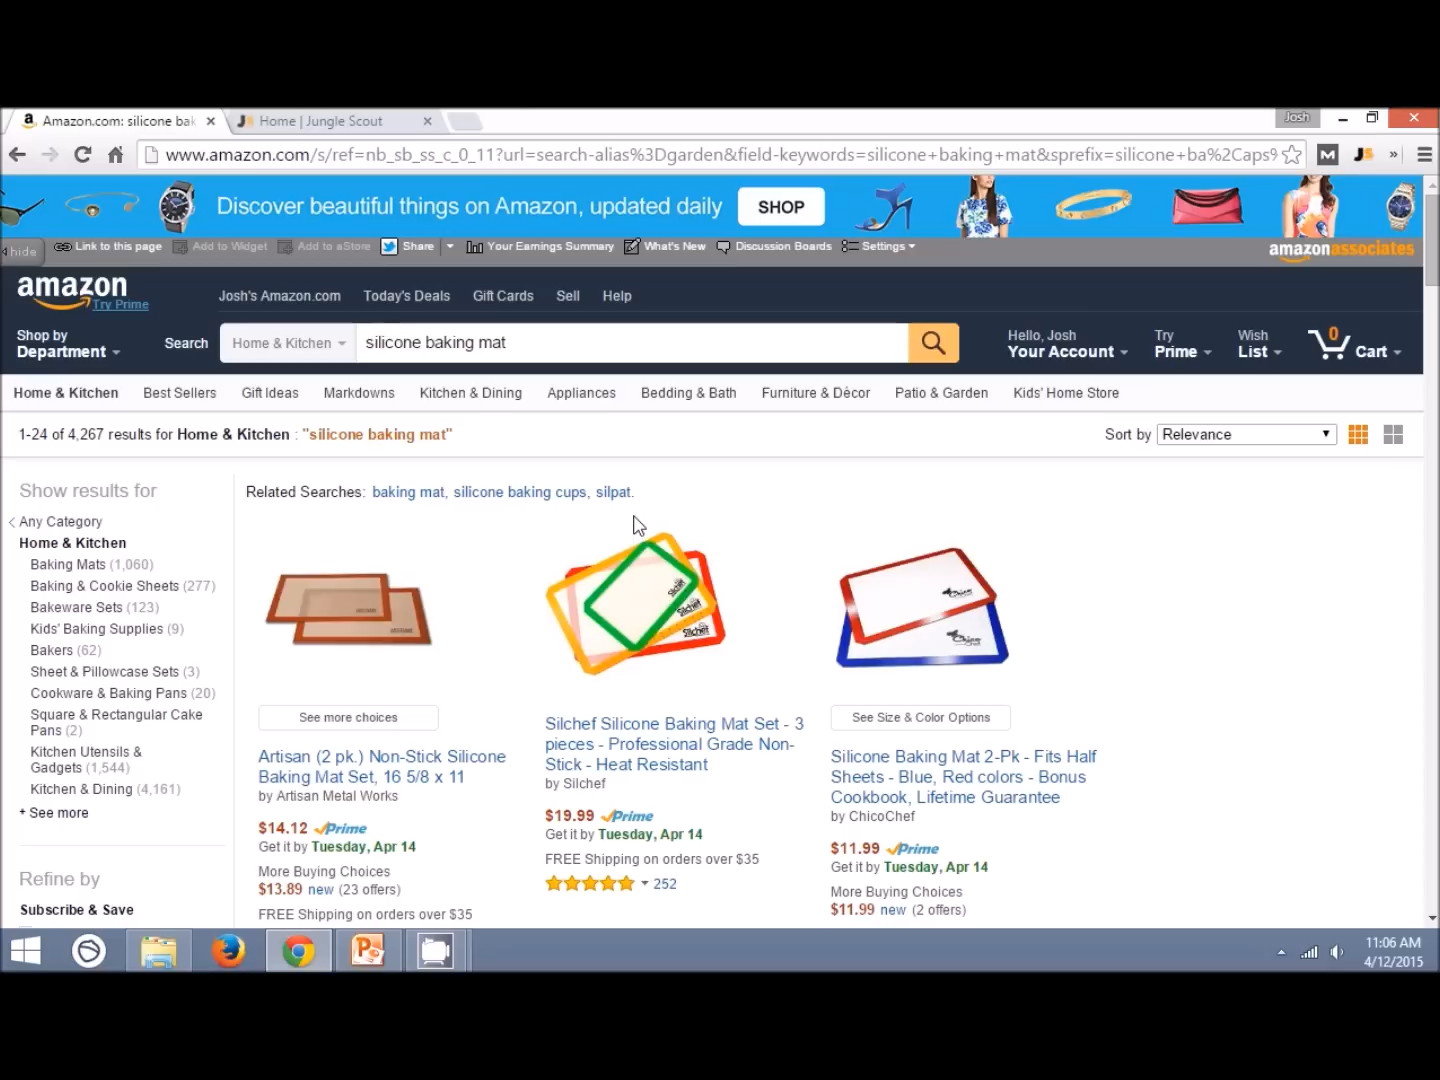 Amazon.com: silicone bak
Home | Jungle Scout
Josh
www.amazon.com/s/ref=nb_sb_ss_c_0_11?url=search-alias%3Dgarden&field-keywords=silicone+baking+mat&sprefix=silicone+ba%2Caps%
Discover beautiful things on Amazon, updated daily
SHOP
hide
Link to this page
Add to Widget
Add to aStore
Share
Your Earnings Summary
What's New
Discussion Boards
Settings
amazonassociates
amazon
Try Prime
Josh's Amazon.com
Today's Deals
Gift Cards
Sell
Help
Shop by
Department
Search
Home & Kitchen
silicone baking mat
Hello, Josh
Your Account
Try
Prime
Wish
List
0
Cart
Home & Kitchen
Best Sellers
Gift Ideas
Markdowns
Kitchen & Dining
Appliances
Bedding & Bath
Furniture & Décor
Patio & Garden
Kids' Home Store
1-24 of 4,267 results for Home & Kitchen : "silicone baking mat"
Sort by
Relevance
Show results for
Any Category
Home & Kitchen
Baking Mats (1,060)
Baking & Cookie Sheets (277)
Bakeware Sets (123)
Kids' Baking Supplies (9)
Bakers (62)
Sheet & Pillowcase Sets (3)
Cookware & Baking Pans (20)
Square & Rectangular Cake
Pans (2)
Kitchen Utensils &
Gadgets (1,544)
Kitchen & Dining (4,161)
+ See more
Refine by
Subscribe & Save
Related Searches: baking mat, silicone baking cups, silpat.
See more choices
Artisan (2 pk.) Non-Stick Silicone
Baking Mat Set, 16 5/8 x 11
by Artisan Metal Works
$14.12 Prime
Get it by Tuesday, Apr 14
More Buying Choices
$13.89 new (23 offers)
FREE Shipping on orders over $35
Silchef
Silchef
Silchef
Silchef Silicone Baking Mat Set - 3
pieces - Professional Grade Non-
Stick - Heat Resistant
by Silchef
$19.99 Prime
Get it by Tuesday, Apr 14
FREE Shipping on orders over $35
252
Chico
Chico
See Size & Color Options
Silicone Baking Mat 2-Pk - Fits Half
Sheets - Blue, Red colors - Bonus
Cookbook, Lifetime Guarantee
by ChicoChef
$11.99 Prime
Get it by Tuesday, Apr 14
More Buying Choices
$11.99 new (2 offers)
11:06 AM
4/12/2015